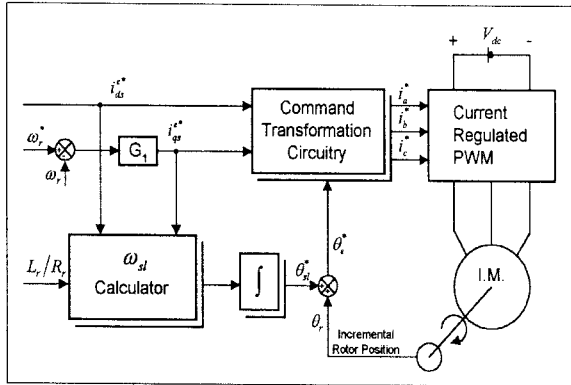 + V_dc -
i_ds^e*
i_a^*
Command
Transformation
Circuitry
i_b^*
Current
Regulated
PWM
ω_r^*
i_qs^e*
G_1
i_c^*
ω_r
θ_e^*
L_r/R_r
ω_sl
Calculator
∫
θ_sl^*
I.M.
θ_r
Incremental
Rotor Position